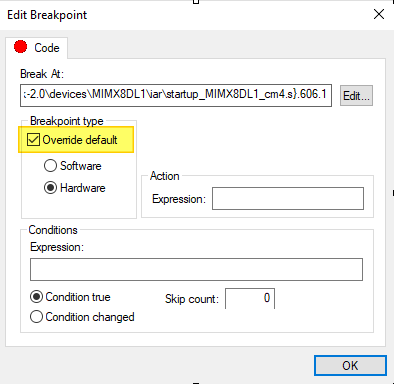 Edit Breakpoint
Code
Break At:
:-2.0\devices\MIMX8DL1\iar\startup_MIMX8DL1_cm4.s}.606.1
Edit...
Breakpoint type
Override default
Software
Hardware
Action
Expression:
Conditions
Expression:
Condition true
Skip count:
0
Condition changed
OK